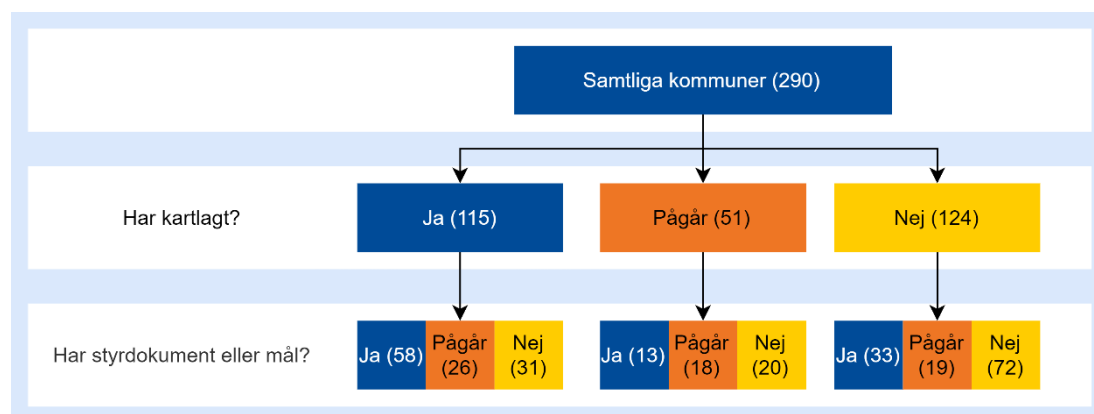 Samtliga kommuner (290)
Har kartlagt?
Ja (115)
Pågår (51)
Nej (124)
Har styrdokument eller mål?
Ja (58)
Pågår
(26)
Nej
(31)
Ja (13)
Pågår
(18)
Nej
(20)
Ja (33)
Pågår
(19)
Nej
(72)